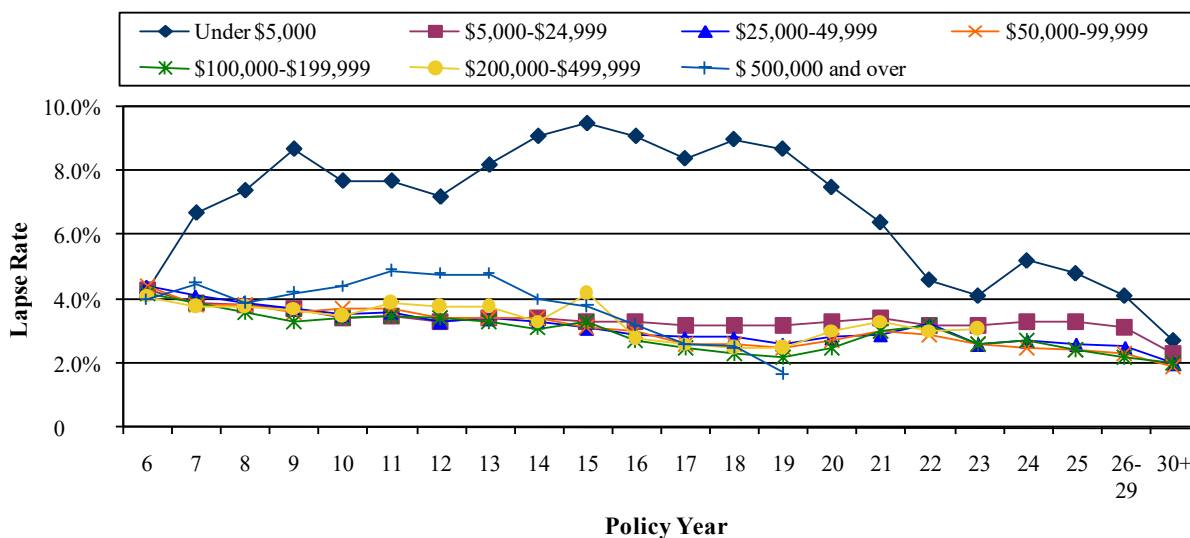 Under $5,000
$5,000-$24,999
$25,000-49,999
$50,000-99,999
$100,000-$199,999
$200,000-$499,999
$ 500,000 and over
10.0%
8.0%
6.0%
4.0%
2.0%
0
Lapse Rate
6 7 8 9 10 11 12 13 14 15 16 17 18 19 20 21 22 23 24 25 26- 30+
29
Policy Year